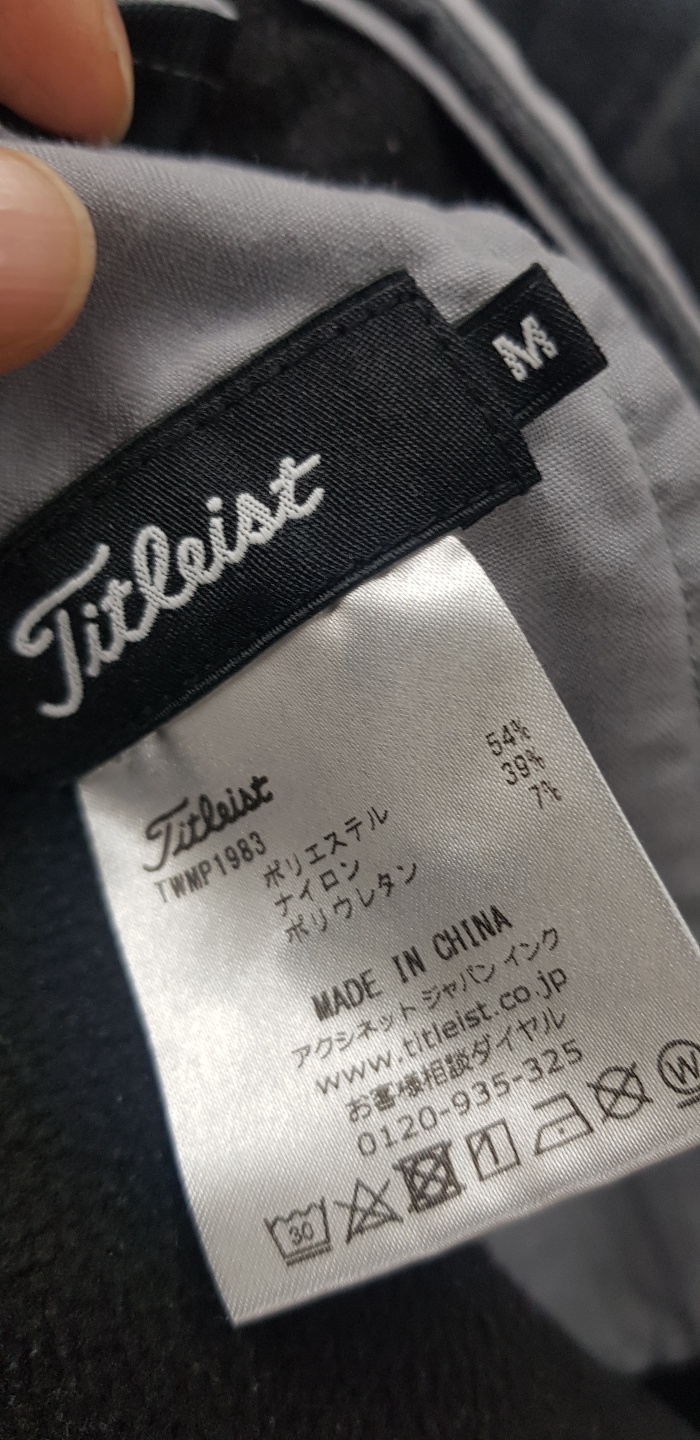 M
Titleist
Titleist
TWMP1983
ポリエステル 54%
ナイロン 39%
ポリウレタン 7%
MADE IN CHINA
アクシネット ジャパン インク
www.titleist.co.jp
お客様相談ダイヤル
0120-935-325
30 W